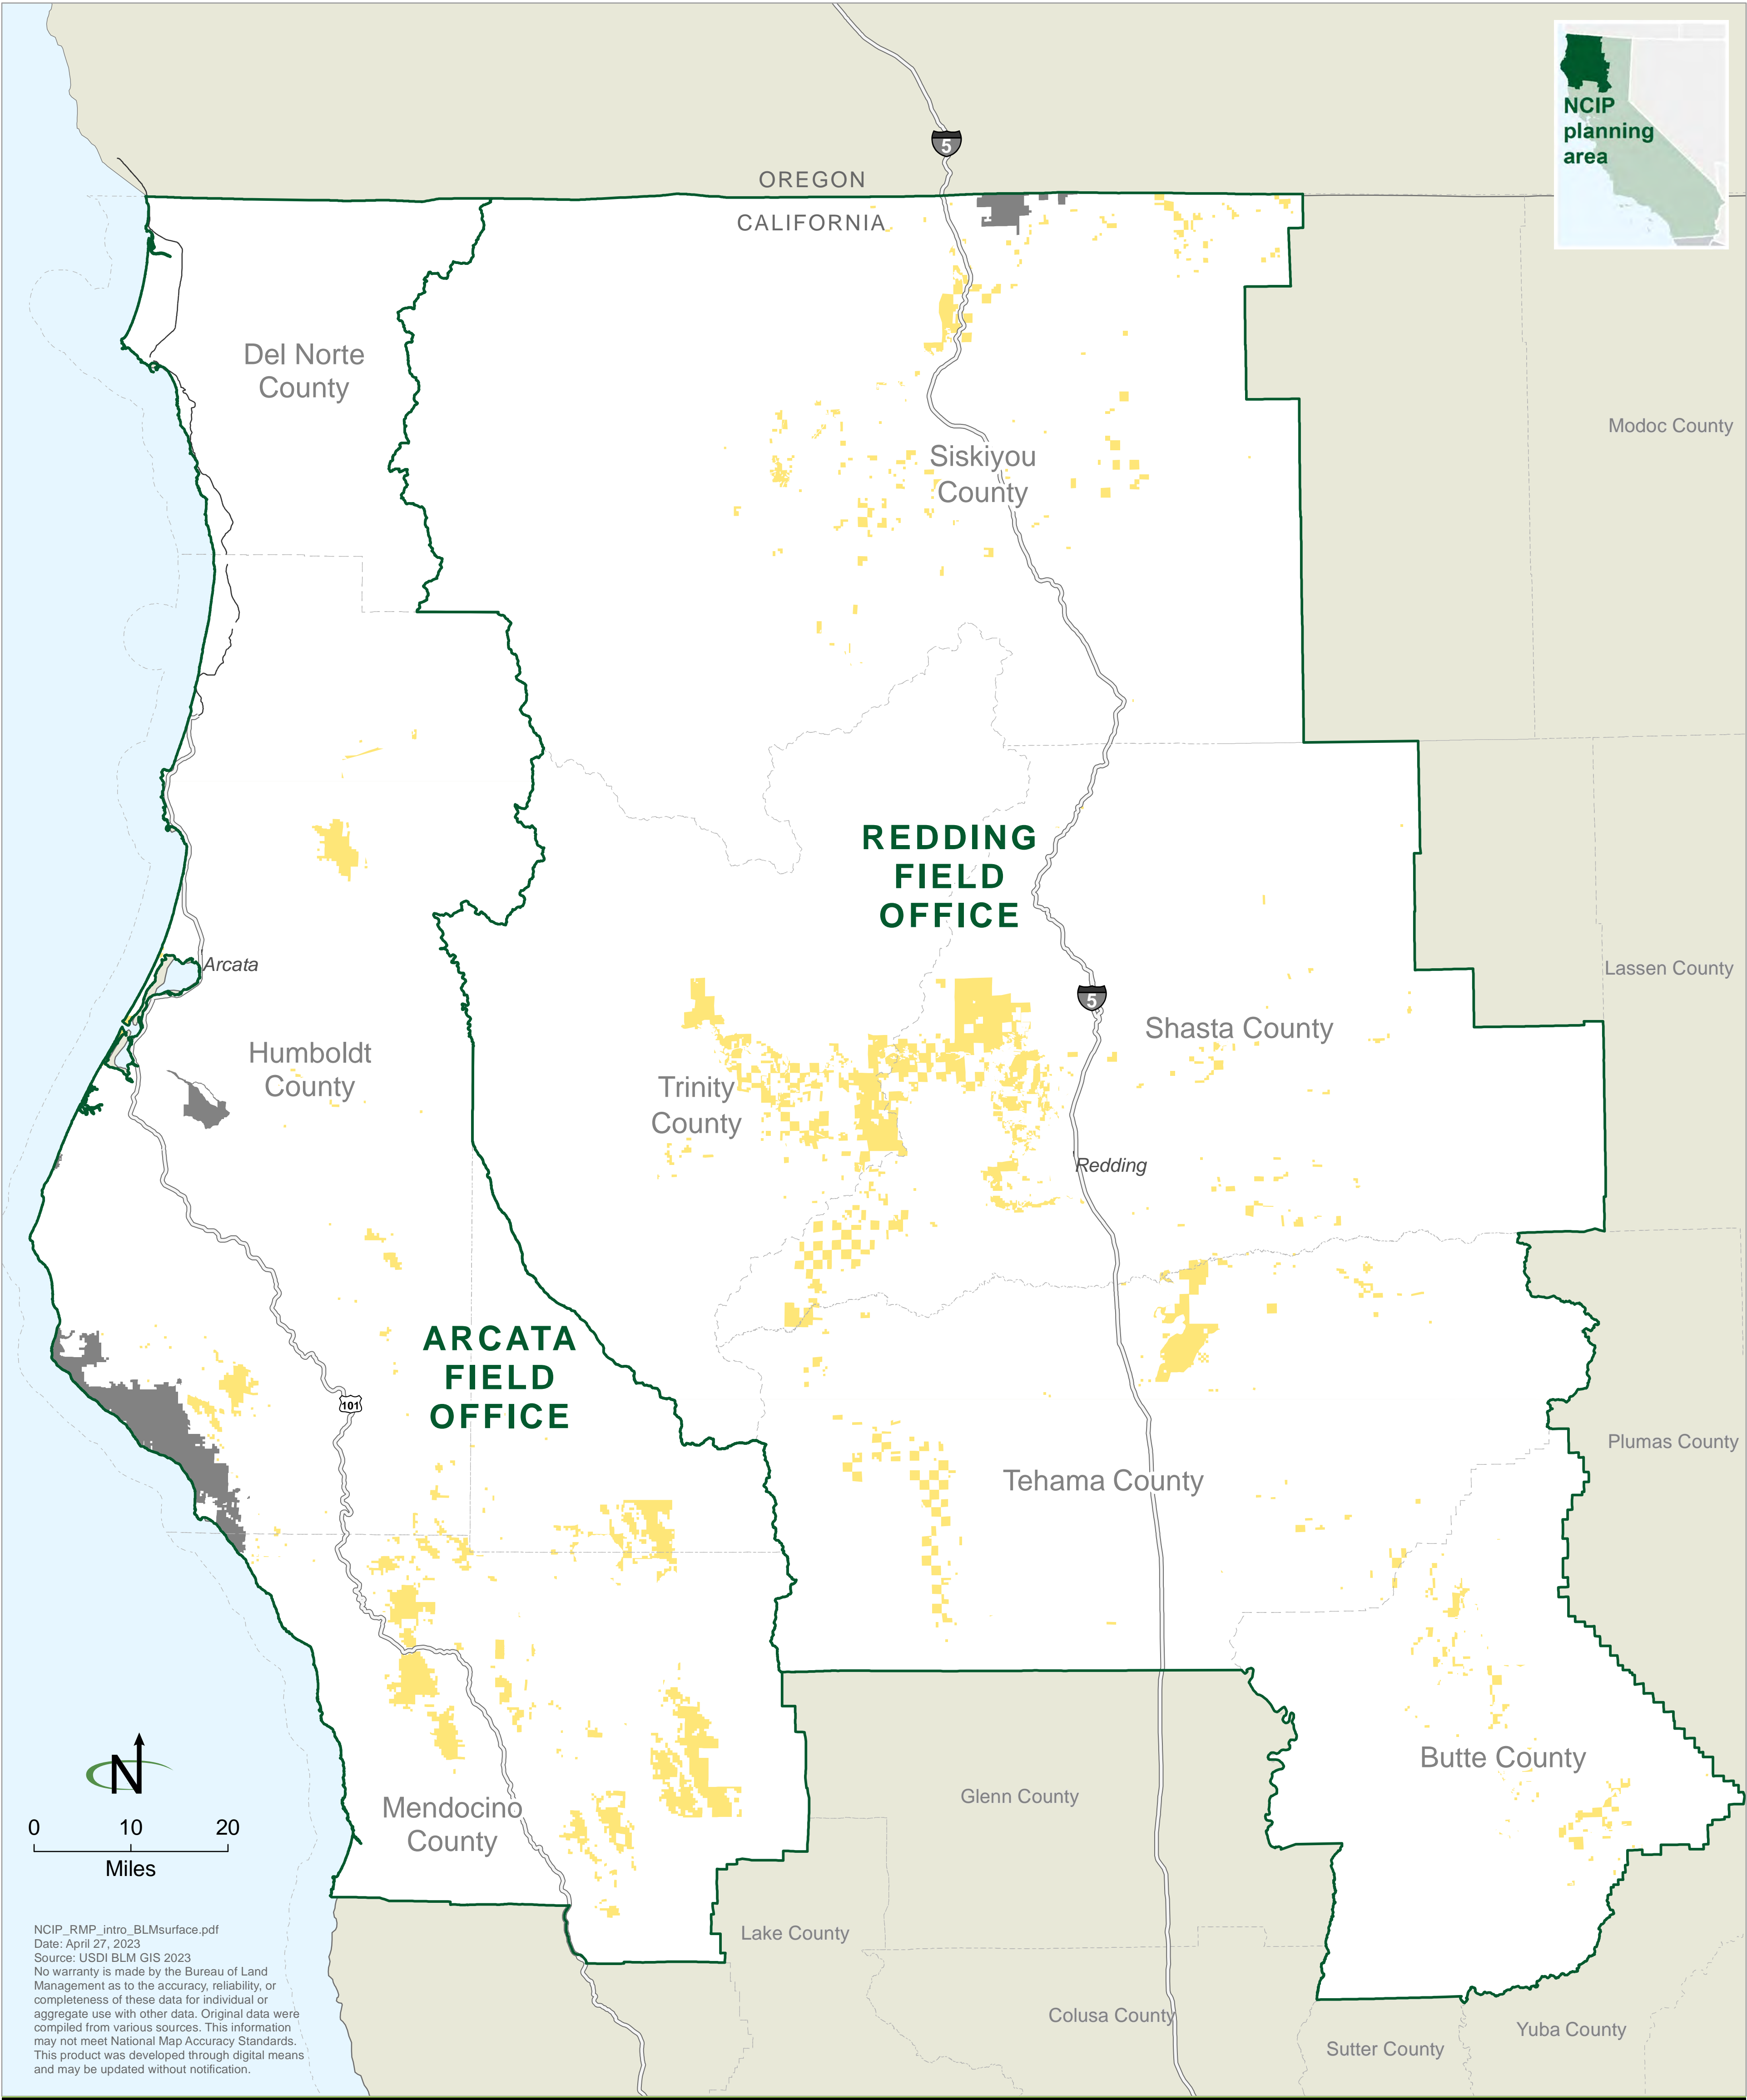 NCIP
planning
area
5
OREGON
CALIFORNIA
Del Norte
County
Siskiyou
County
Modoc County
REDDING
FIELD
OFFICE
Arcata
Lassen County
5
Shasta County
Humboldt
County
Trinity
County
Redding
ARCATA
FIELD
OFFICE
101
Plumas County
Tehama County
Butte County
N
Glenn County
Mendocino
County
0 10 20
Miles
Lake County
Colusa County
Yuba County
Sutter County
NCIP_RMP_intro_BLMsurface.pdf
Date: April 27, 2023
Source: USDI BLM GIS 2023
No warranty is made by the Bureau of Land
Management as to the accuracy, reliability, or
completeness of these data for individual or
aggregate use with other data. Original data were
compiled from various sources. This information
may not meet National Map Accuracy Standards.
This product was developed through digital means
and may be updated without notification.